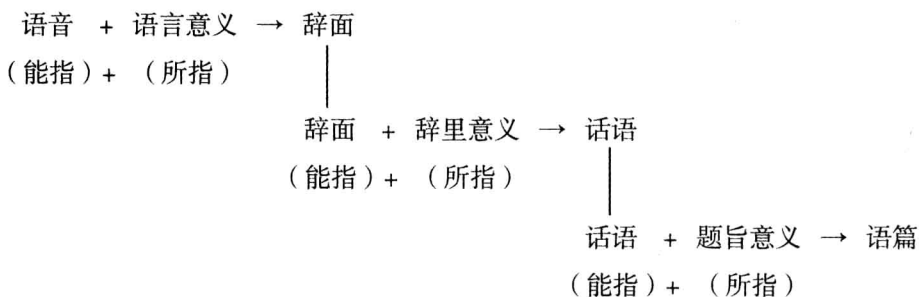 语音 + 语言意义 → 辞面
（能指）+ （所指）
辞面 + 辞里意义 → 话语
（能指）+ （所指）
话语 + 题旨意义 → 语篇
（能指）+ （所指）